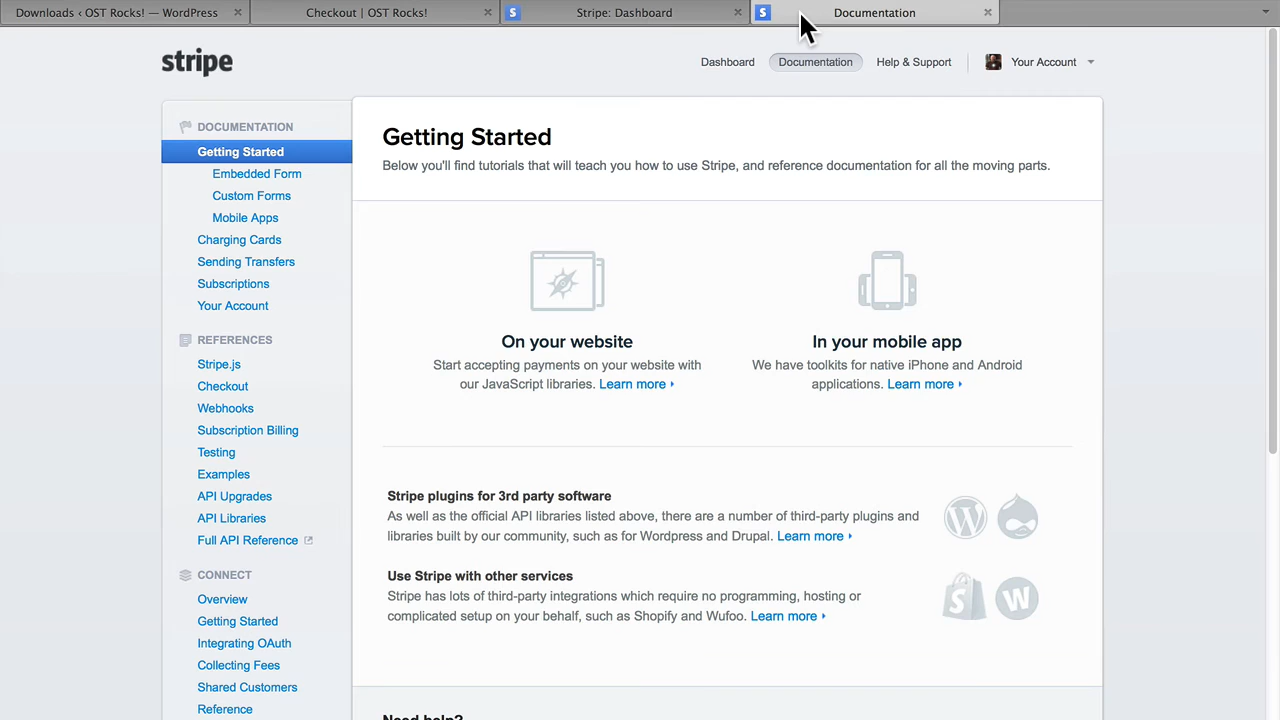 Downloads ‹ OST Rocks! — WordPress
Checkout | OST Rocks!
S Stripe: Dashboard
S Documentation
stripe
Dashboard
Documentation
Help & Support
Your Account
DOCUMENTATION
Getting Started
Embedded Form
Custom Forms
Mobile Apps
Charging Cards
Sending Transfers
Subscriptions
Your Account
REFERENCES
Stripe.js
Checkout
Webhooks
Subscription Billing
Testing
Examples
API Upgrades
API Libraries
Full API Reference
CONNECT
Overview
Getting Started
Integrating OAuth
Collecting Fees
Shared Customers
Reference
Getting Started
Below you'll find tutorials that will teach you how to use Stripe, and reference documentation for all the moving parts.
On your website
Start accepting payments on your website with
our JavaScript libraries. Learn more
In your mobile app
We have toolkits for native iPhone and Android
applications. Learn more
Stripe plugins for 3rd party software
As well as the official API libraries listed above, there are a number of third-party plugins and
libraries built by our community, such as for Wordpress and Drupal. Learn more
W
Use Stripe with other services
Stripe has lots of third-party integrations which require no programming, hosting or
complicated setup on your behalf, such as Shopify and Wufoo. Learn more
S W
Need help?